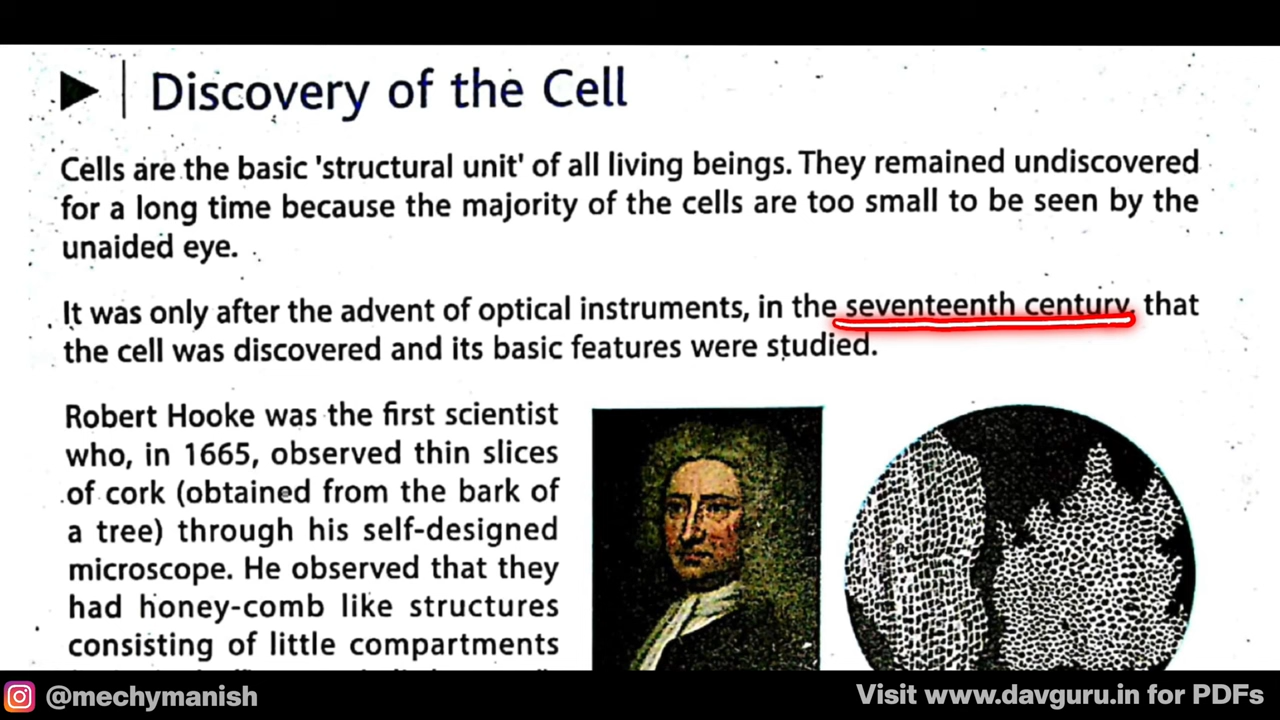 Discovery of the Cell
Cells are the basic 'structural unit' of all living beings. They remained undiscovered
for a long time because the majority of the cells are too small to be seen by the
unaided eye.
It was only after the advent of optical instruments, in the seventeenth century, that
the cell was discovered and its basic features were studied.
Robert Hooke was the first scientist
who, in 1665, observed thin slices
of cork (obtained from the bark of
a tree) through his self-designed
microscope. He observed that they
had honey-comb like structures
consisting of little compartments
@mechymanish
Visit www.davguru.in for PDFs